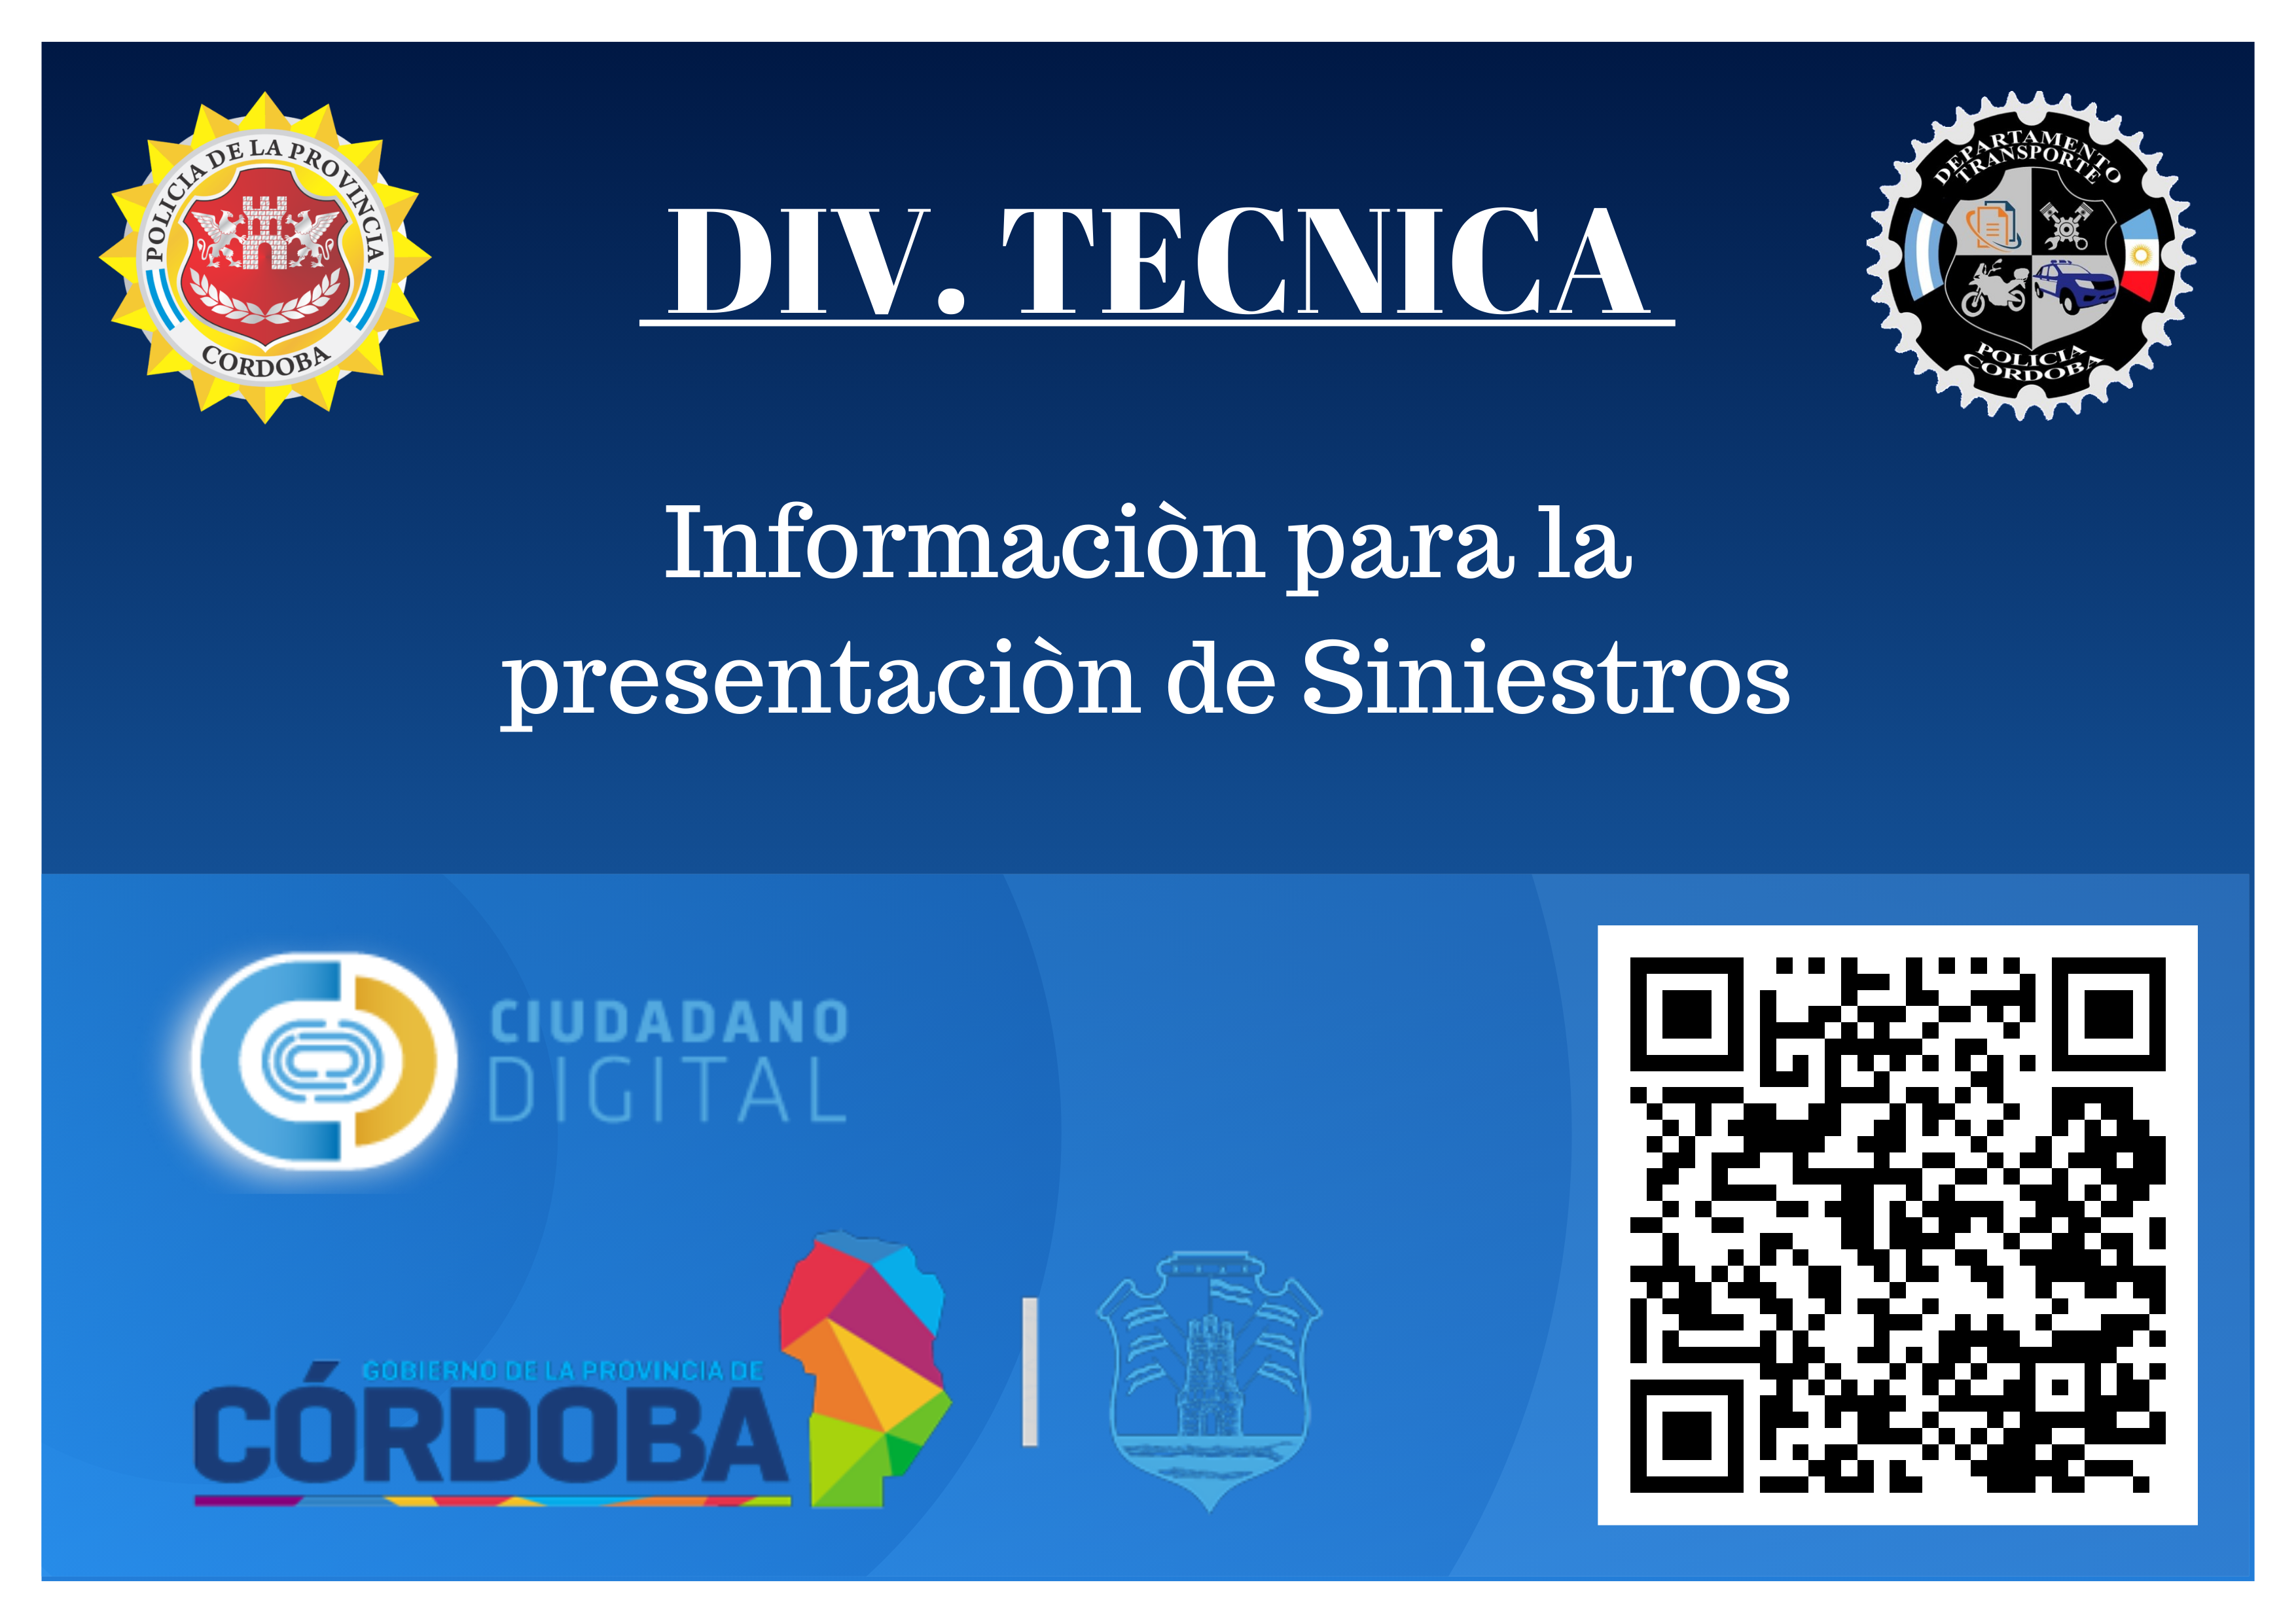 POLICIA DE LA PROVINCIA
CORDOBA
DIV. TECNICA
DEPARTAMENTO
TRANSPORTE
POLICIA
CORDOBA
Informaciòn para la
presentaciòn de Siniestros
CIUDADANO
DIGITAL
GOBIERNO DE LA PROVINCIA DE
CÓRDOBA